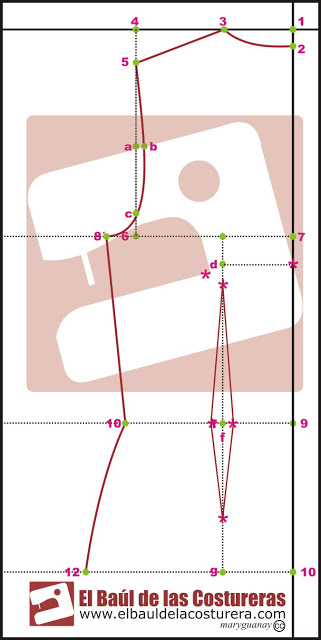 4 3 1
2
5
a b
c
8 6 7
d *
*
*
10 * * 9
f
*
12 g 10
El Baúl de las Costureras
www.elbauldelacosturera.com
maryguanay cc